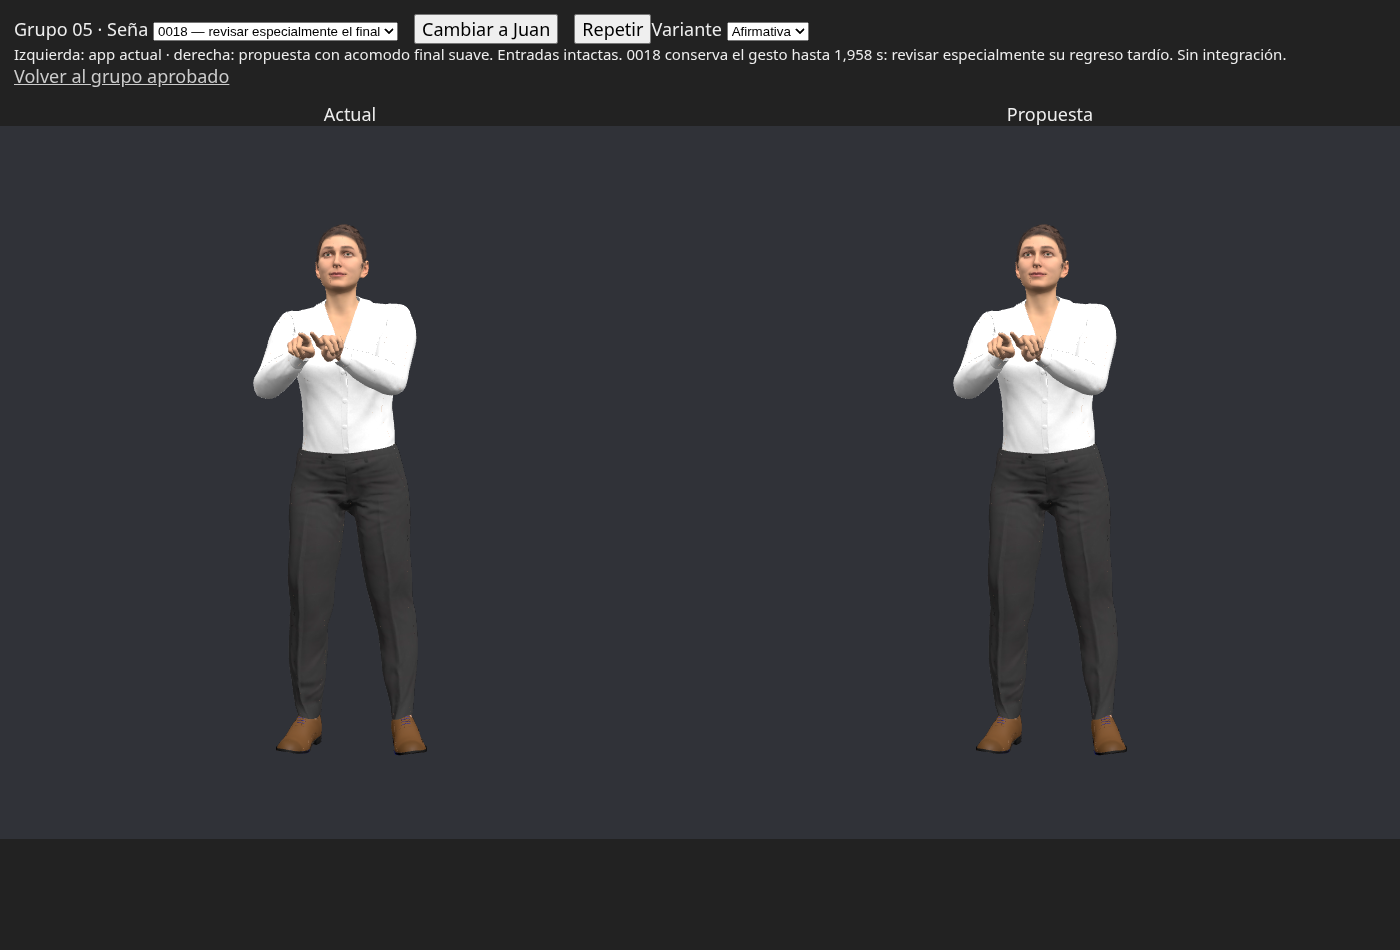 Grupo 05 · Seña 0018 — revisar especialmente el final Cambiar a Juan Repetir Variante Afirmativa
Izquierda: app actual · derecha: propuesta con acomodo final suave. Entradas intactas. 0018 conserva el gesto hasta 1,958 s: revisar especialmente su regreso tardío. Sin integración.
Volver al grupo aprobado
Actual Propuesta